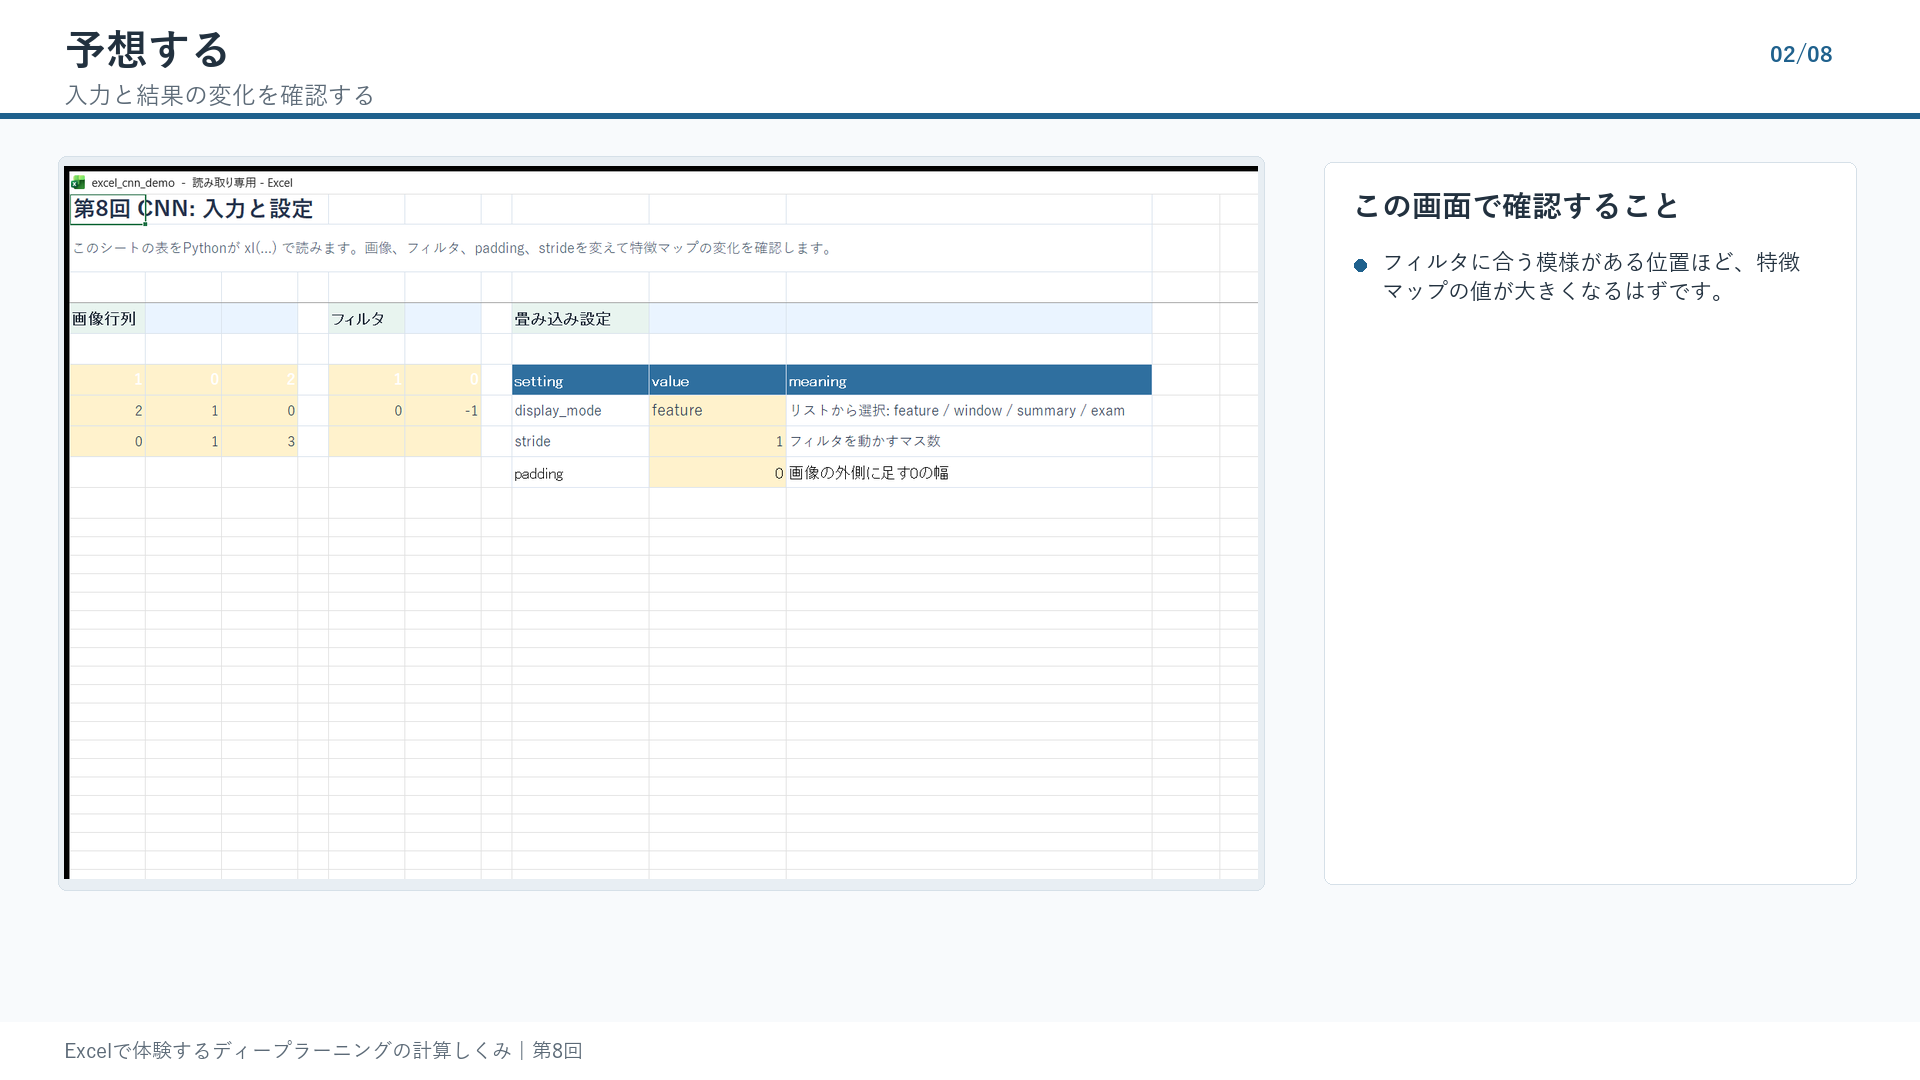 予想する
02/08
入力と結果の変化を確認する
excel_cnn_demo - 読み取り専用 - Excel
第8回 CNN: 入力と設定
このシートの表をPythonが xl(...) で読みます。画像、フィルタ、padding、strideを変えて特徴マップの変化を確認します。
画像行列 フィルタ 畳み込み設定
1 0 2 1 0 setting value meaning
2 1 0 0 -1 display_mode feature リストから選択: feature / window / summary / exam
0 1 3 stride 1 フィルタを動かすマス数
padding 0 画像の外側に足す0の幅
この画面で確認すること
フィルタに合う模様がある位置ほど、特徴
マップの値が大きくなるはずです。
Excelで体験するディープラーニングの計算しくみ｜第8回